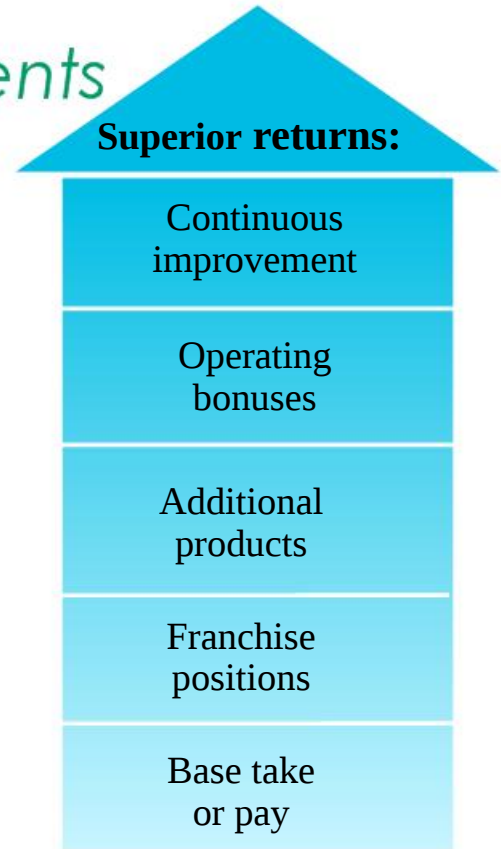 ents
Superior returns:
Continuous
improvement
Operating
bonuses
Additional
products
Franchise
positions
Base take
or pay